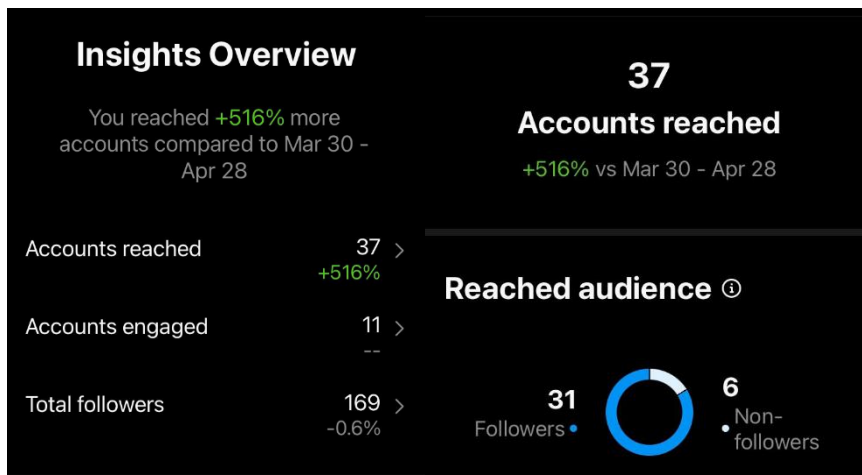 Insights Overview
You reached +516% more
accounts compared to Mar 30 -
Apr 28
Accounts reached 37
+516%
Accounts engaged 11
--
Total followers 169
-0.6%
37
Accounts reached
+516% vs Mar 30 - Apr 28
Reached audience
31
Followers
6
Non-
followers